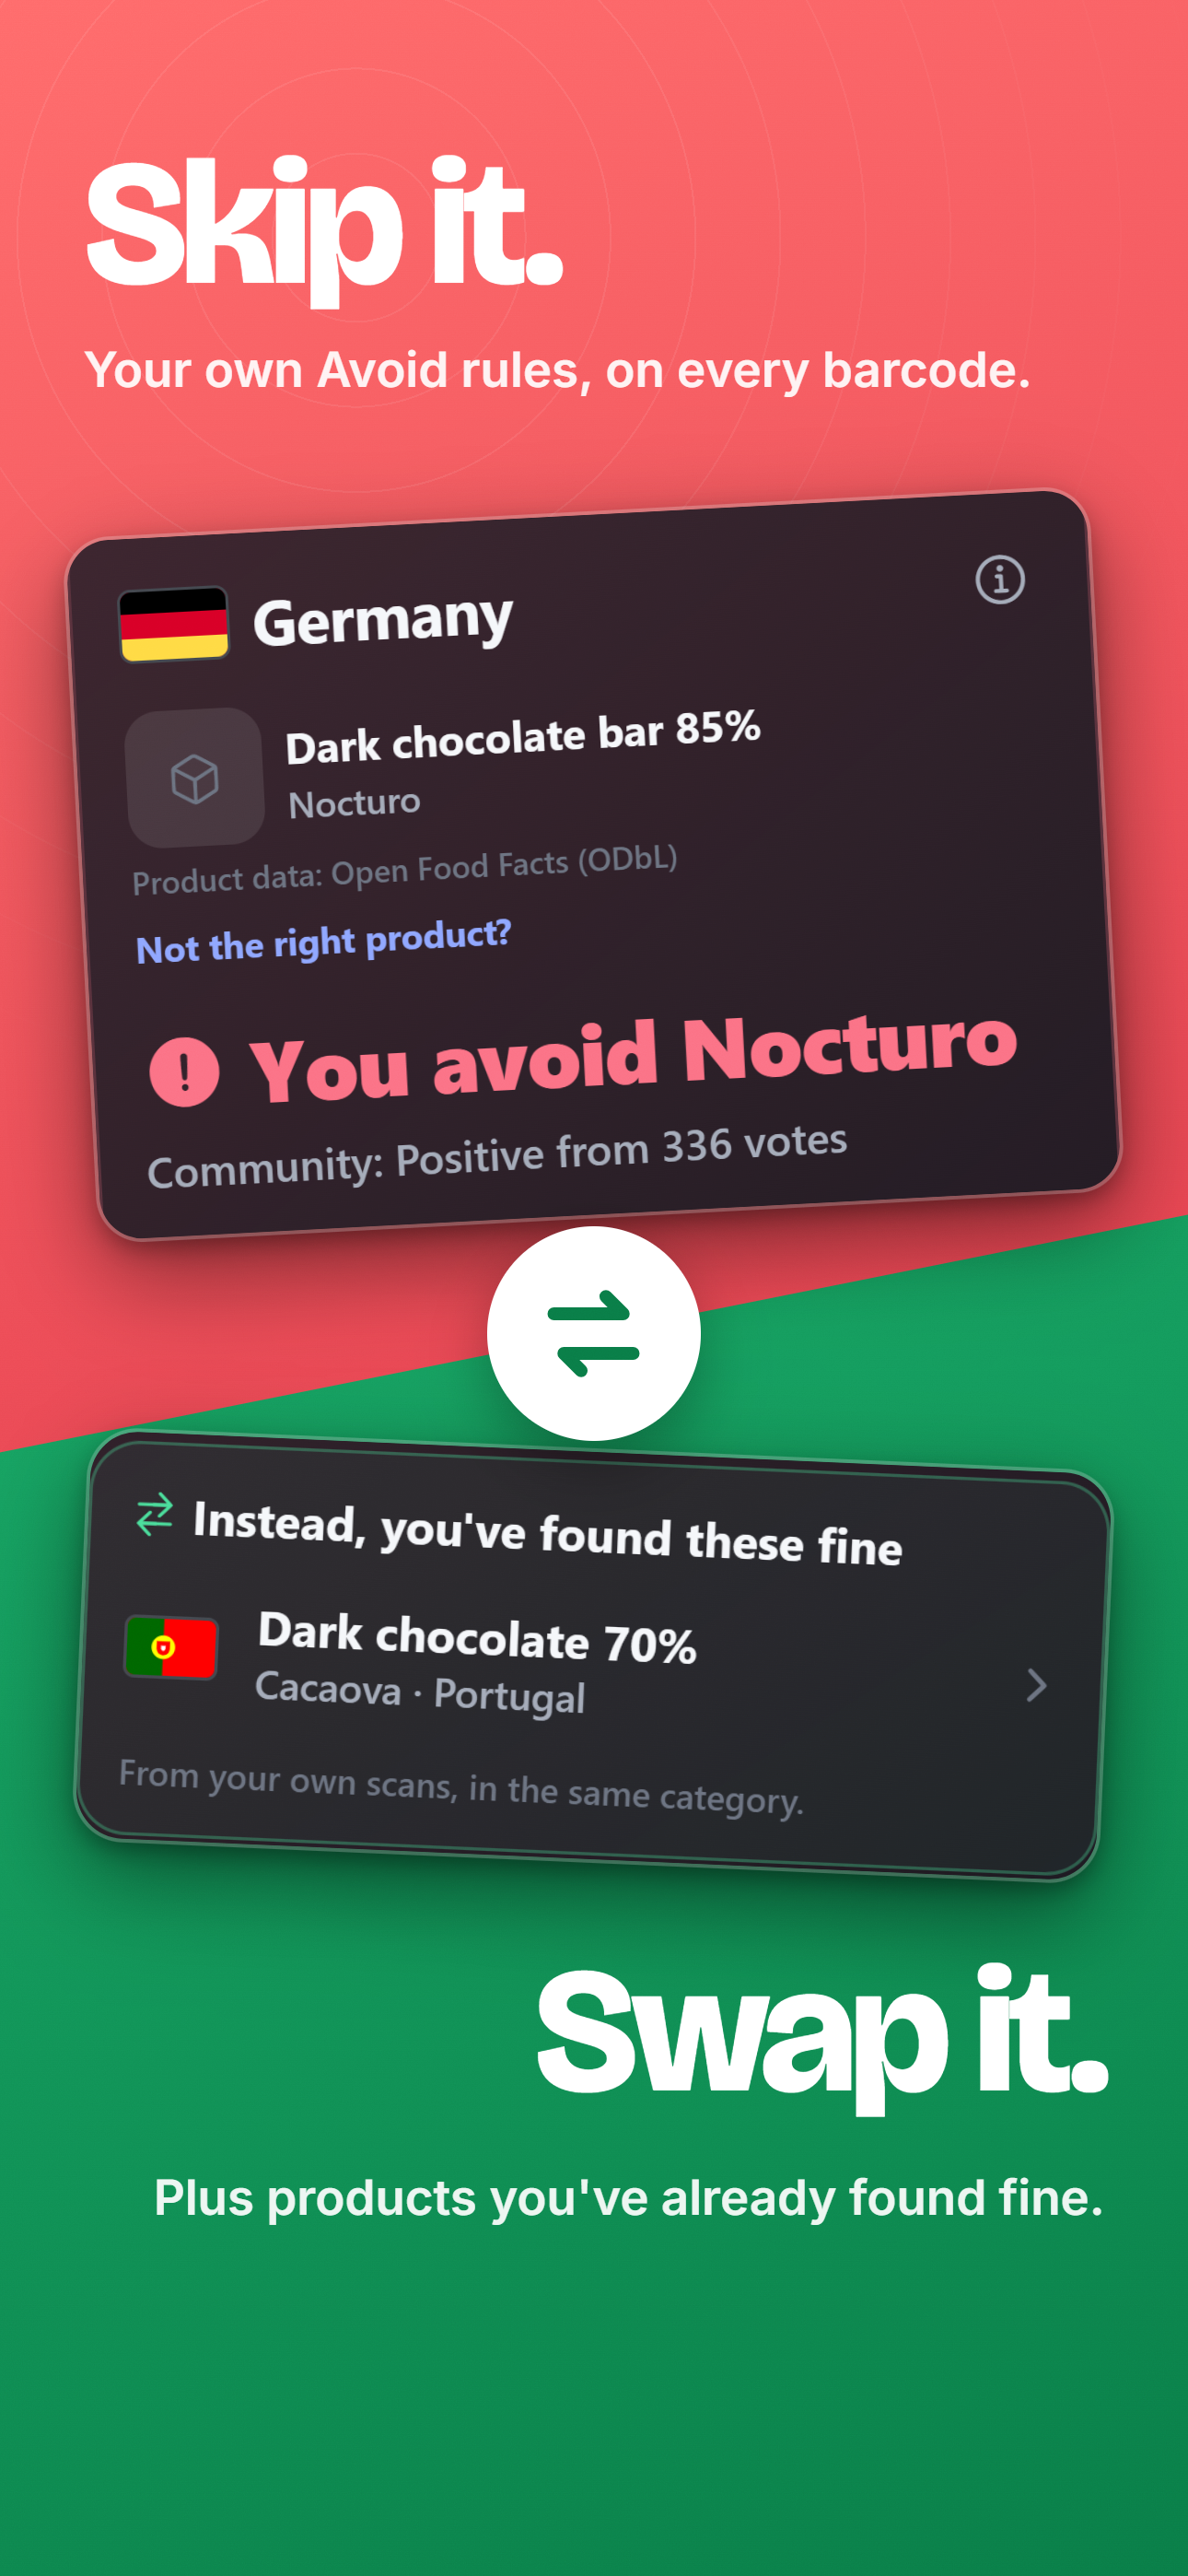 Skip it.
Your own Avoid rules, on every barcode.
Germany
Dark chocolate bar 85%
Nocturo
Product data: Open Food Facts (ODbL)
Not the right product?
You avoid Nocturo
Community: Positive from 336 votes
Instead, you've found these fine
Dark chocolate 70%
Cacaova · Portugal
From your own scans, in the same category.
Swap it.
Plus products you've already found fine.